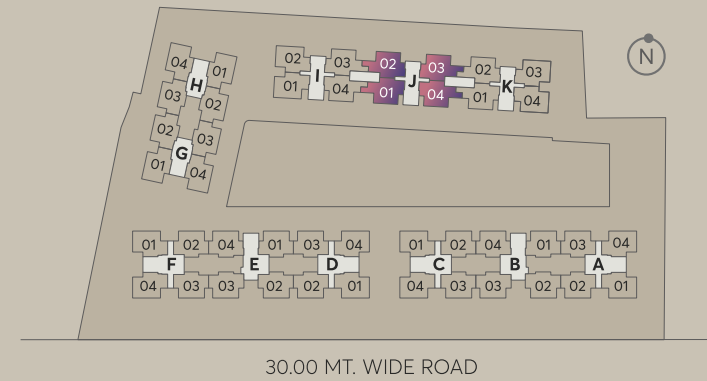 N
02 03 02 03 02 03
I J K
01 04 01 04 01 04
04 01
H
03 02
02 03
G
01 04
01 02 04 01 03 04
F E D
04 03 03 02 02 01
01 02 04 01 03 04
C B A
04 03 03 02 02 01
30.00 MT. WIDE ROAD